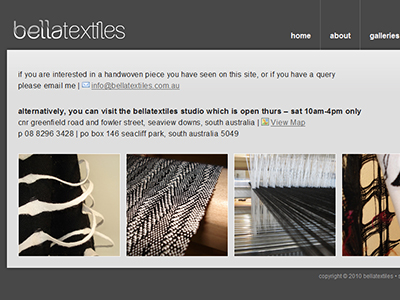 bellatextiles
home
about
galleries
if you are interested in a handwoven piece you have seen on this site, or if you have a query
please email me | info@bellatextiles.com.au
alternatively, you can visit the bellatextiles studio which is open thurs – sat 10am-4pm only
cnr greenfield road and fowler street, seaview downs, south australia | View Map
p 08 8296 3428 | po box 146 seacliff park, south australia 5049
copyright © 2010 bellatextiles •